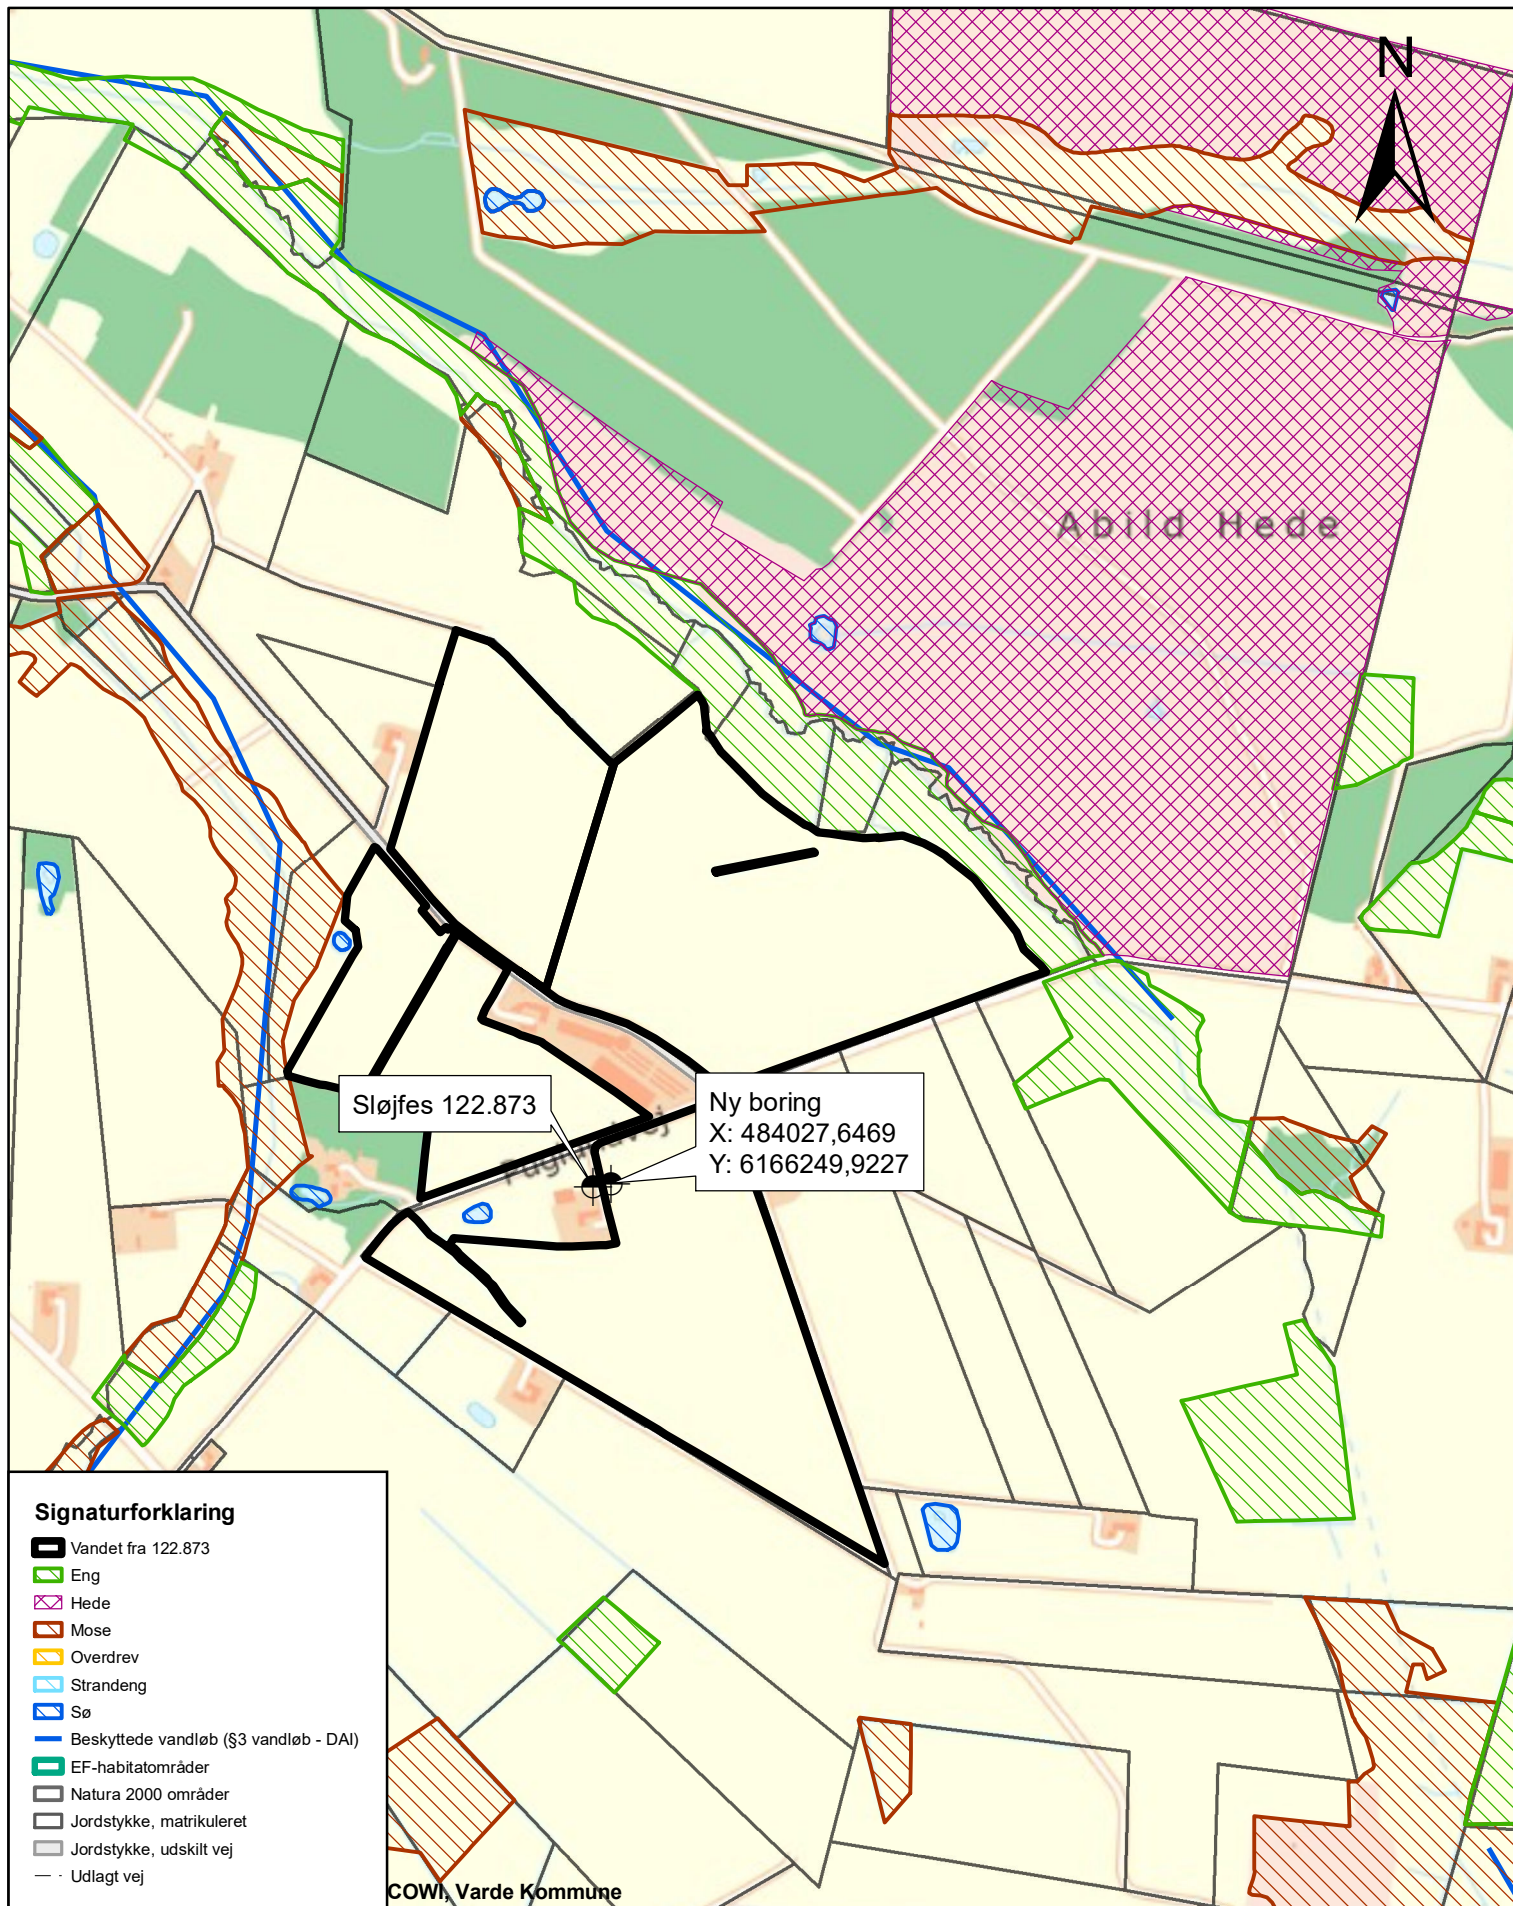 N
Abild Hede
Sløjfes 122.873
Ny boring
X: 484027,6469
Y: 6166249,9227
Signaturforklaring
Vandet fra 122.873
Eng
Hede
Mose
Overdrev
Strandeng
Sø
Beskyttede vandløb (§3 vandløb - DAI)
EF-habitatområder
Natura 2000 områder
Jordstykke, matrikuleret
Jordstykke, udskilt vej
Udlagt vej
COWI, Varde Kommune